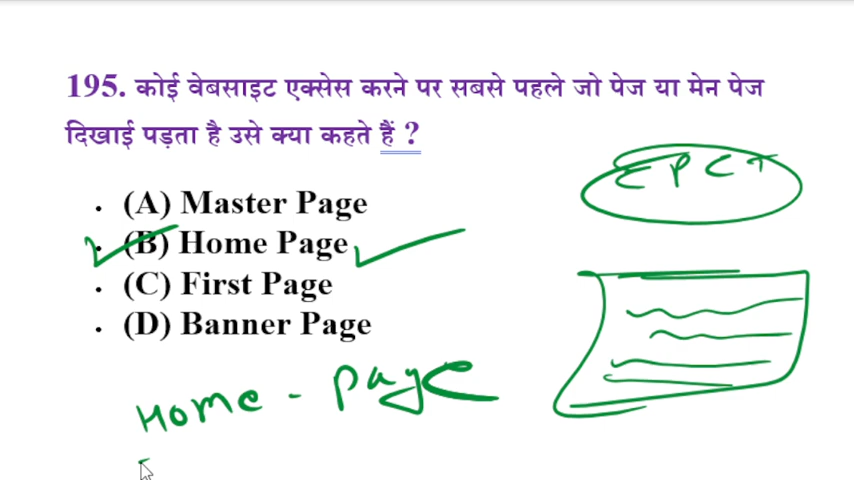 195. कोई वेबसाइट एक्सेस करने पर सबसे पहले जो पेज या मेन पेज
दिखाई पड़ता है उसे क्या कहते हैं ?
(A) Master Page
(B) Home Page
(C) First Page
(D) Banner Page
Home - Page